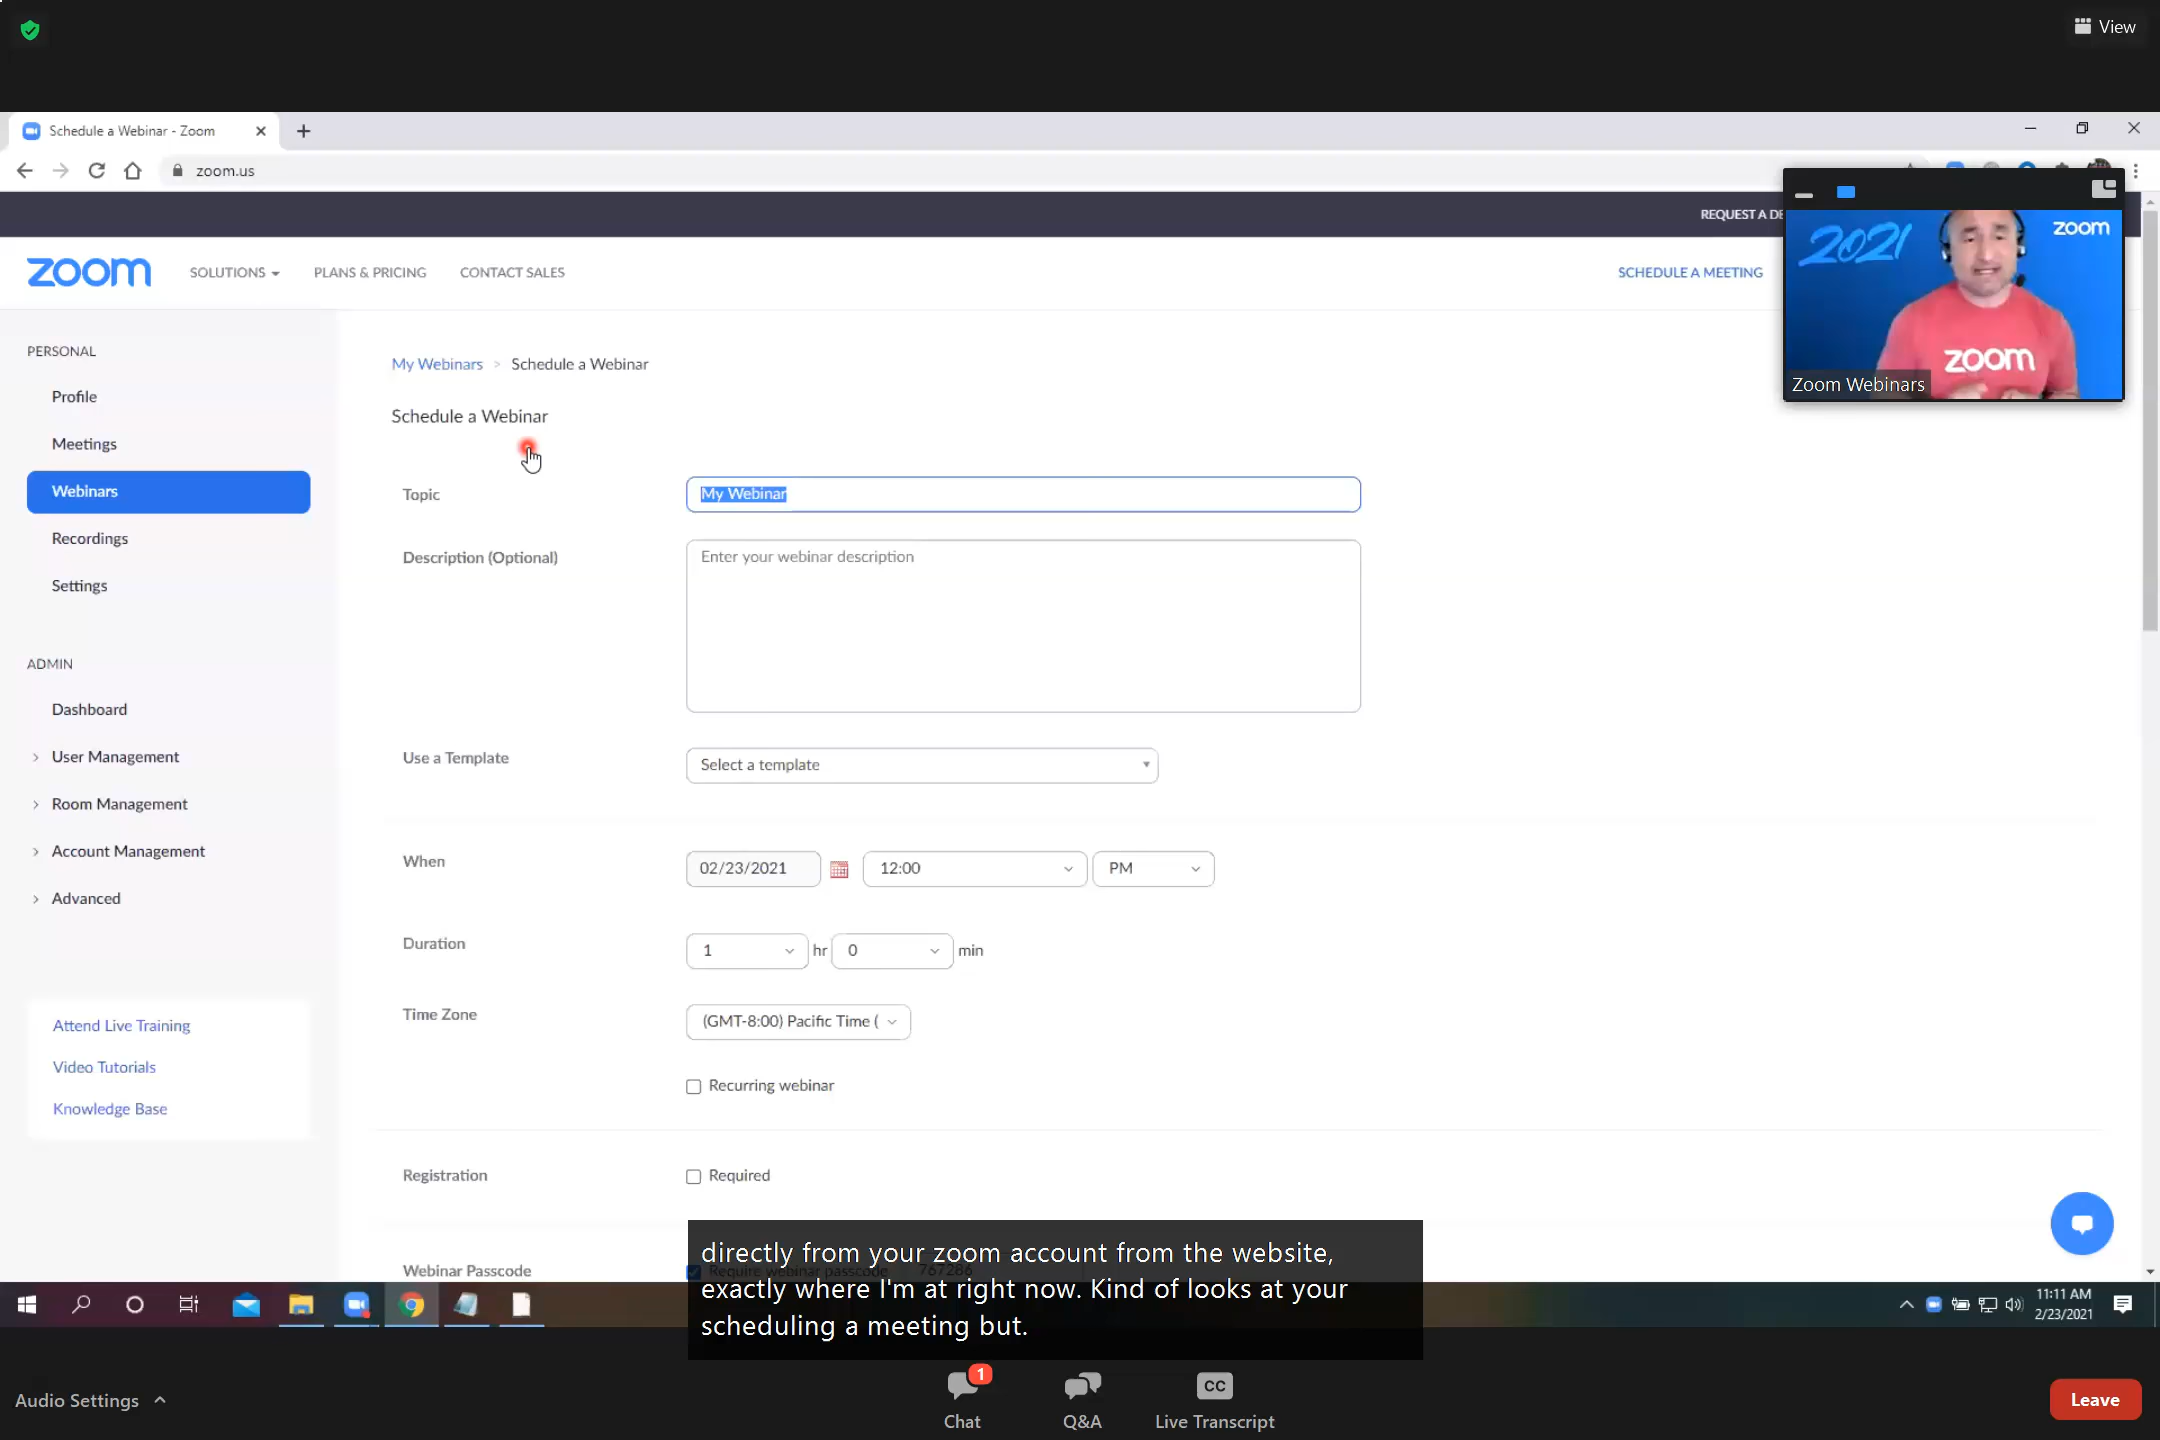 View
Schedule a Webinar - Zoom
zoom.us
REQUEST A DE
zoom
SOLUTIONS
PLANS & PRICING
CONTACT SALES
SCHEDULE A MEETING
2021
zoom
zoom
Zoom Webinars
PERSONAL
Profile
Meetings
Webinars
Recordings
Settings
ADMIN
Dashboard
User Management
Room Management
Account Management
Advanced
Attend Live Training
Video Tutorials
Knowledge Base
My Webinars > Schedule a Webinar
Schedule a Webinar
Topic
My Webinar
Description (Optional)
Enter your webinar description
Use a Template
Select a template
When
02/23/2021
12:00
PM
Duration
1
hr
0
min
Time Zone
(GMT-8:00) Pacific Time (
Recurring webinar
Registration
Required
Webinar Passcode
Require webinar passcode
767286
directly from your zoom account from the website,
exactly where I'm at right now. Kind of looks at your
scheduling a meeting but.
11:11 AM
2/23/2021
Audio Settings
1
Chat
Q&A
CC
Live Transcript
Leave